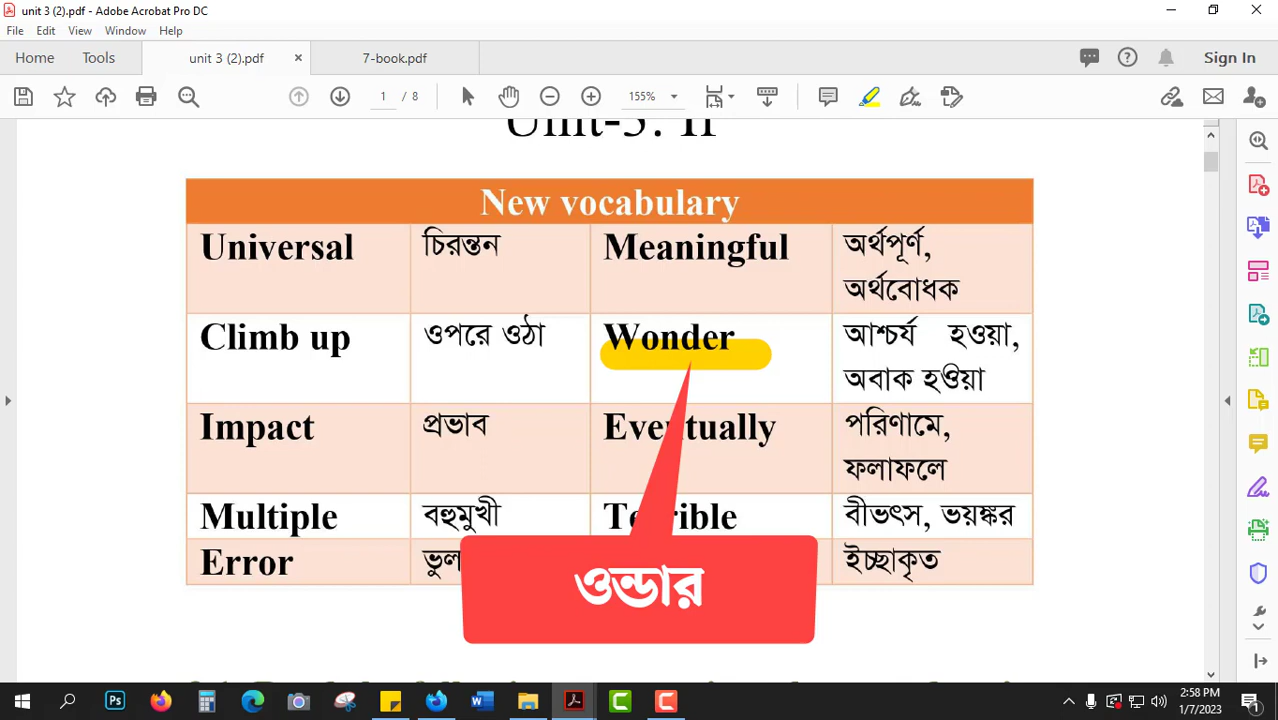 unit 3 (2).pdf - Adobe Acrobat Pro DC
File Edit View Window Help
Home Tools unit 3 (2).pdf × 7-book.pdf Sign In
1 / 8 155%
New vocabulary
Universal চিরন্তন Meaningful অর্থপূর্ণ,
অর্থবোধক
Climb up ওপরে ওঠা Wonder আশ্চর্য হওয়া,
অবাক হওয়া
Impact প্রভাব Eventually পরিণামে,
ফলাফলে
Multiple বহুমুখী Terrible বীভৎস, ভয়ঙ্কর
Error ভুল ইচ্ছাকৃত
ওন্ডার
2:58 PM
1/7/2023